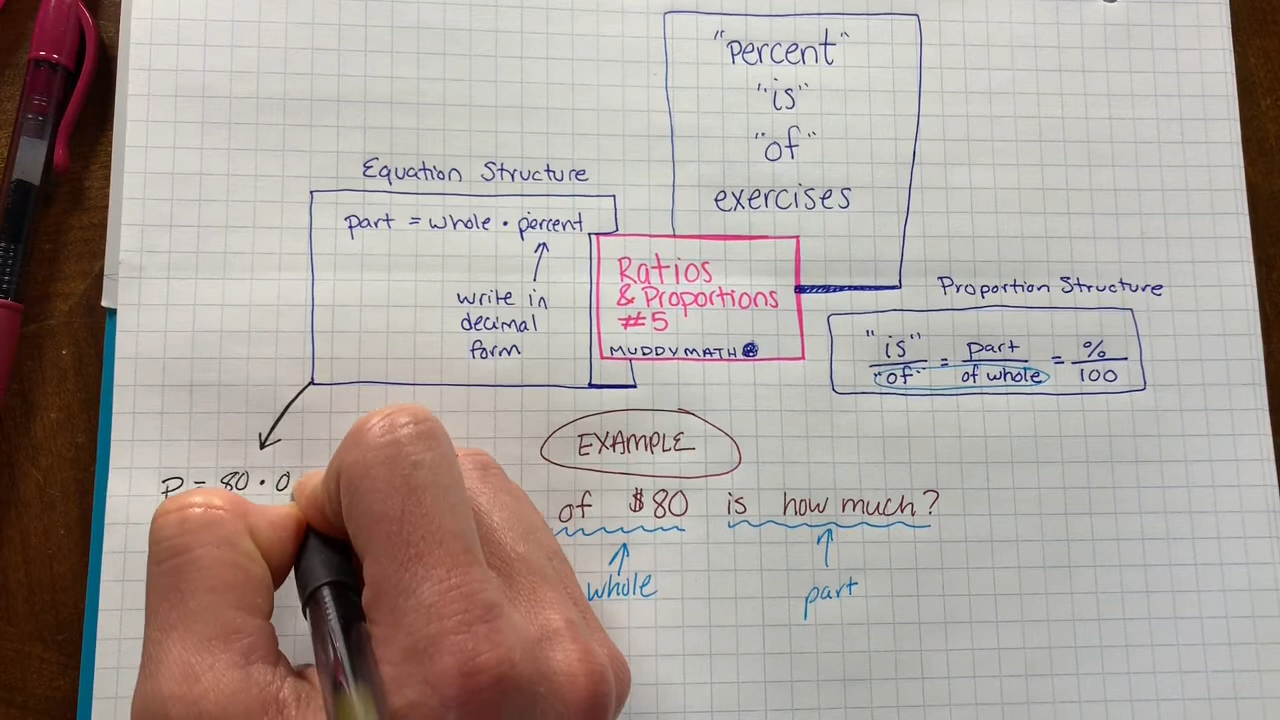 "percent"
"is"
"of"
exercises
Equation Structure
part = whole · percent
write in
decimal
form
Ratios
& Proportions
#5
MUDDYMATH
Proportion Structure
"is" / "of" = part / of whole = % / 100
EXAMPLE
P = 80 · 0
of $80 is how much?
whole
part